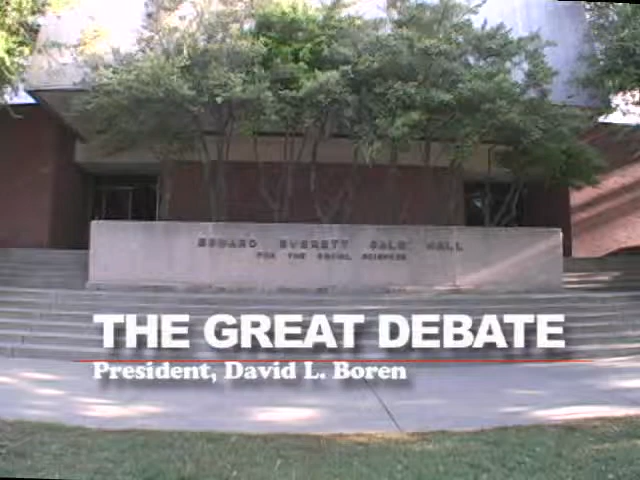 EDWARD EVERETT DALE HALL
FOR THE SOCIAL SCIENCES
THE GREAT DEBATE
President, David L. Boren